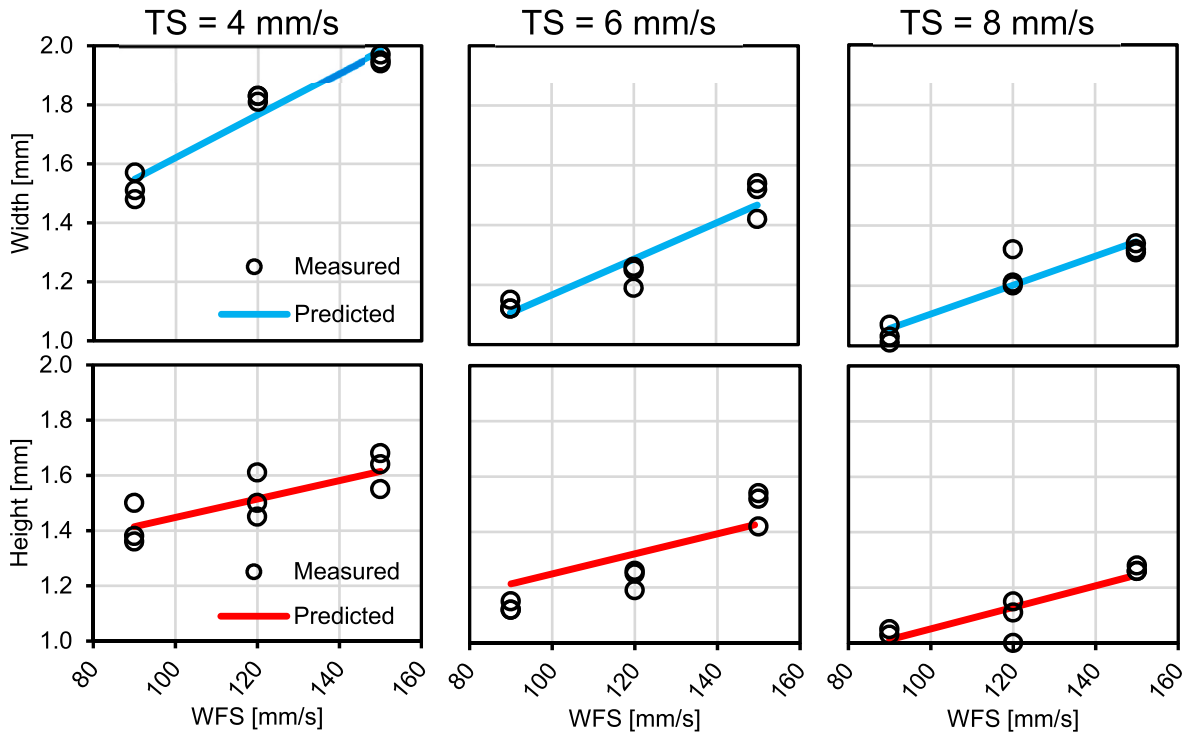 TS = 4 mm/s
TS = 6 mm/s
TS = 8 mm/s
Width [mm]
2.0
1.8
1.6
1.4
1.2
1.0
Measured
Predicted
Height [mm]
2.0
1.8
1.6
1.4
1.2
1.0
Measured
Predicted
80 100 120 140 160
80 100 120 140 160
80 100 120 140 160
WFS [mm/s]
WFS [mm/s]
WFS [mm/s]